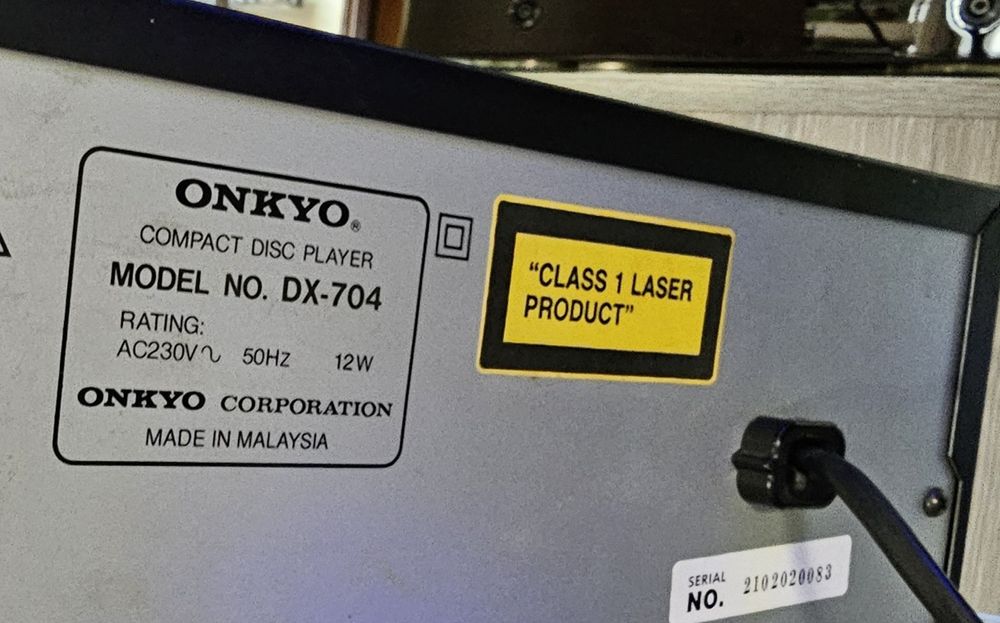 ONKYO®
COMPACT DISC PLAYER
MODEL NO. DX-704
RATING:
AC230V∿ 50HZ 12W
ONKYO CORPORATION
MADE IN MALAYSIA
"CLASS 1 LASER
PRODUCT"
SERIAL
NO. 2102020083